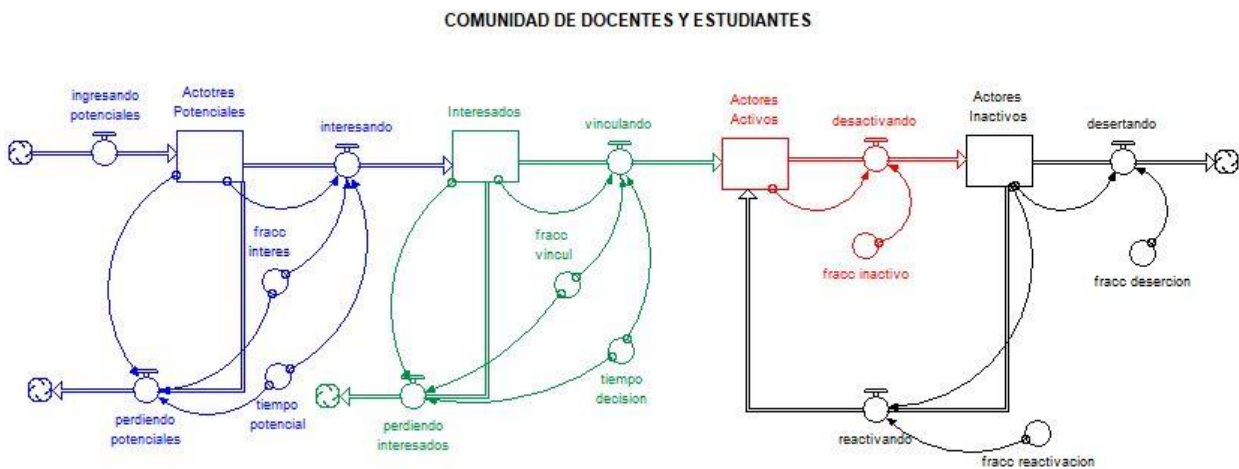 COMUNIDAD DE DOCENTES Y ESTUDIANTES
ingresando
potenciales
Actotres
Potenciales
interesando
Interesados
vinculando
Actores
Activos
desactivando
Actores
Inactivos
desertando
fracc
interes
fracc
vincul
fracc inactivo
fracc desercion
perdiendo
potenciales
tiempo
potencial
perdiendo
interesados
tiempo
decision
reactivando
fracc reactivacion